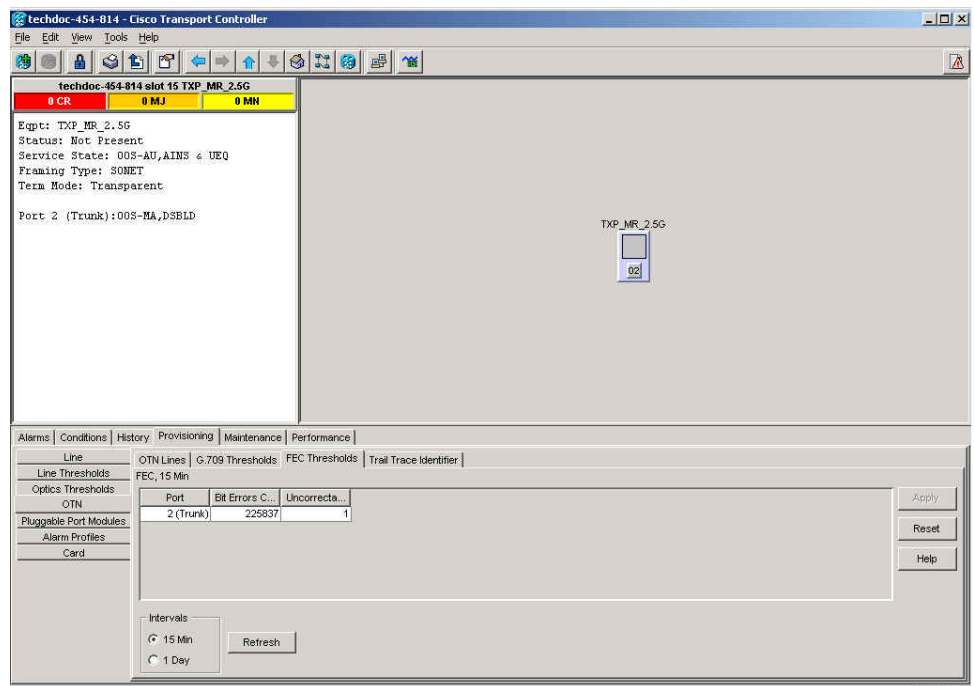 techdoc-454-814 - Cisco Transport Controller
File Edit View Tools Help
techdoc-454-814 slot 15 TXP_MR_2.5G
0 CR 0 MJ 0 MN
Eqpt: TXP_MR_2.5G
Status: Not Present
Service State: OOS-AU,AINS & UEQ
Framing Type: SONET
Term Mode: Transparent
Port 2 (Trunk):OOS-MA,DSBLD
TXP_MR_2.5G
02
Alarms Conditions History Provisioning Maintenance Performance
Line
Line Thresholds
Optics Thresholds
OTN
Pluggable Port Modules
Alarm Profiles
Card
OTN Lines G.709 Thresholds FEC Thresholds Trail Trace Identifier
FEC, 15 Min
Port Bit Errors C... Uncorrecta...
2 (Trunk) 225837 1
Apply
Reset
Help
Intervals
15 Min
1 Day
Refresh